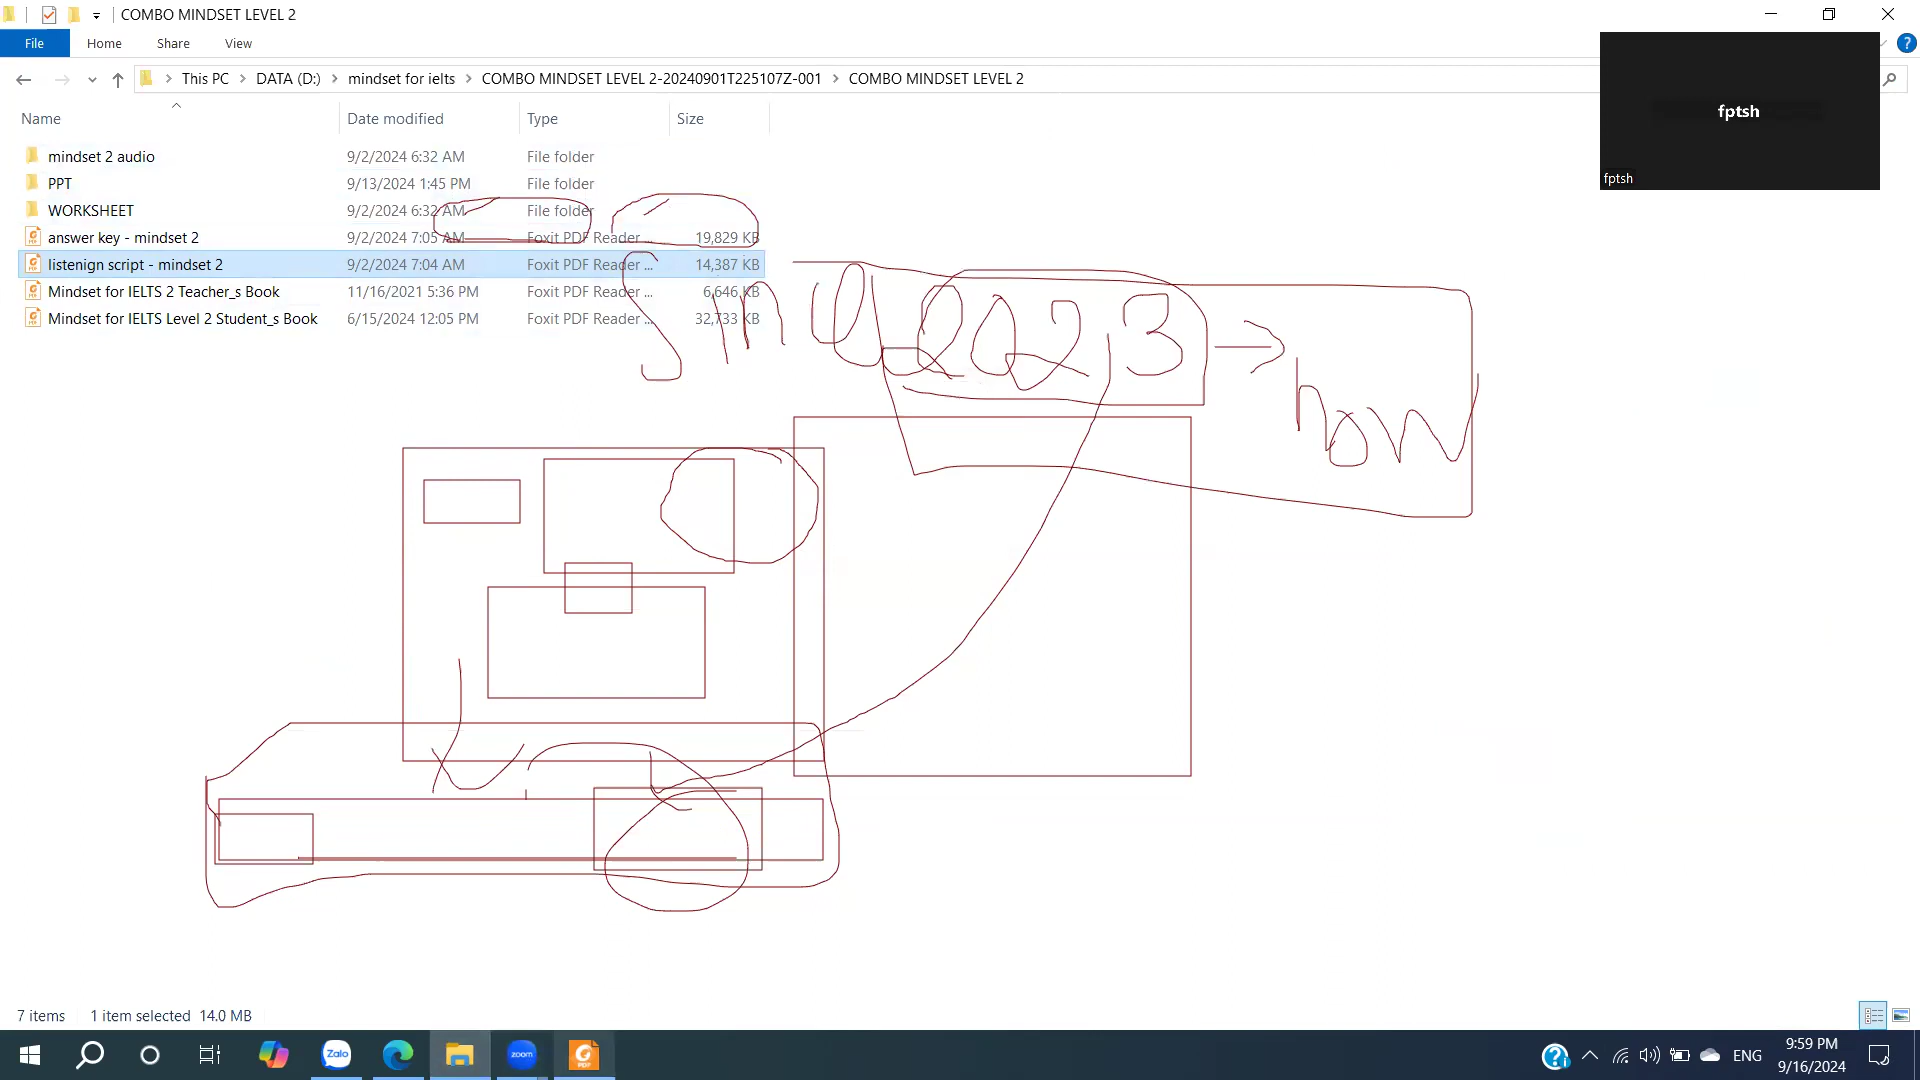 COMBO MINDSET LEVEL 2
File Home Share View
This PC DATA (D:) mindset for ielts COMBO MINDSET LEVEL 2-20240901T225107Z-001 COMBO MINDSET LEVEL 2
fptsh
fptsh
Name Date modified Type Size
mindset 2 audio 9/2/2024 6:32 AM File folder
PPT 9/13/2024 1:45 PM File folder
WORKSHEET 9/2/2024 6:32 AM File folder
answer key - mindset 2 9/2/2024 7:05 AM Foxit PDF Reader ... 19,829 KB
listenign script - mindset 2 9/2/2024 7:04 AM Foxit PDF Reader ... 14,387 KB
Mindset for IELTS 2 Teacher_s Book 11/16/2021 5:36 PM Foxit PDF Reader ... 6,646 KB
Mindset for IELTS Level 2 Student_s Book 6/15/2024 12:05 PM Foxit PDF Reader ... 32,733 KB
2023 → now
7 items 1 item selected 14.0 MB
Zalo zoom PDF ENG 9:59 PM
9/16/2024